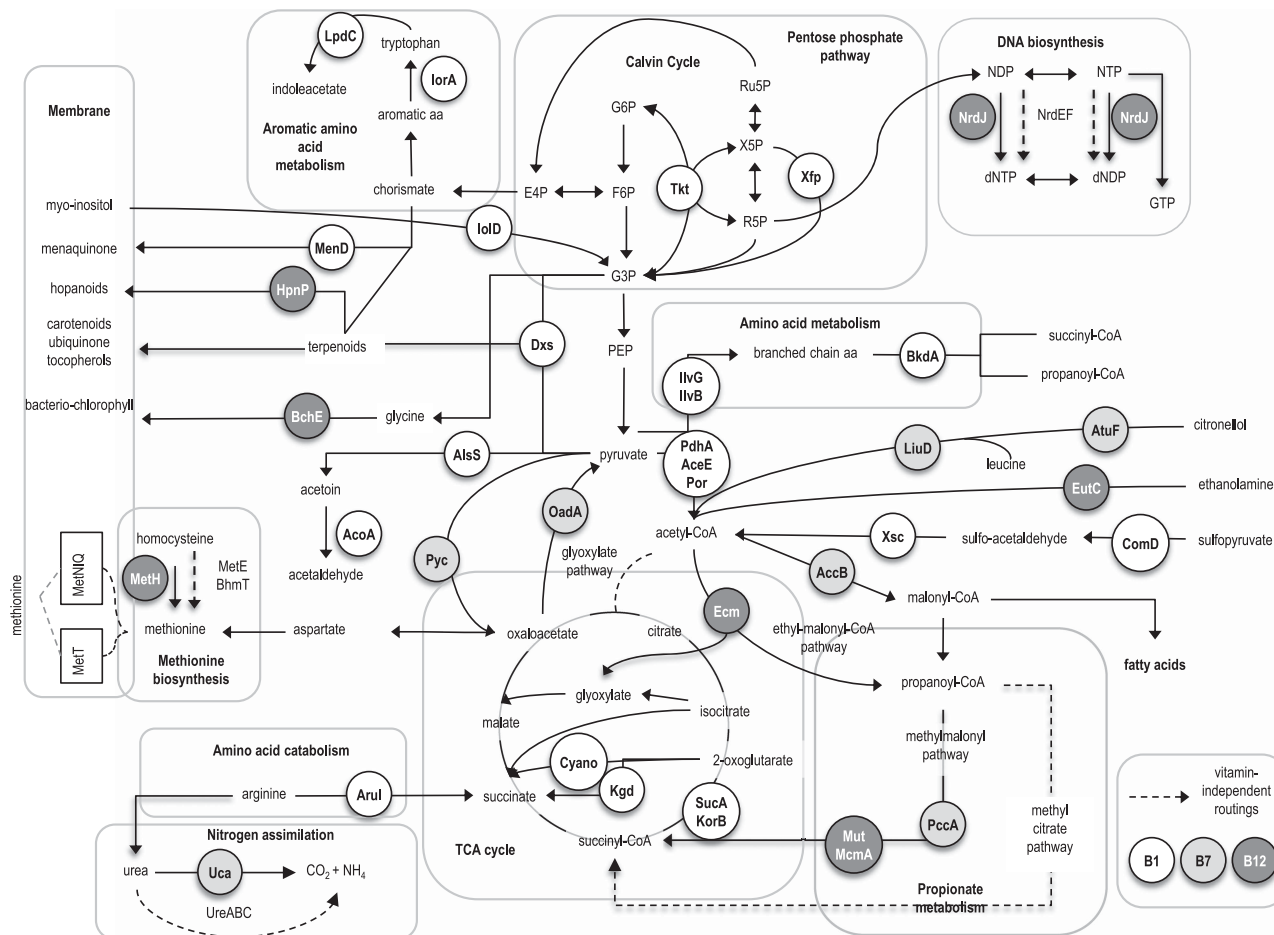 Membrane
myo-inositol
menaquinone
hopanoids
carotenoids
ubiquinone
tocopherols
bacterio-chlorophyll
LpdC
tryptophan
IorA
indoleacetate
aromatic aa
Aromatic amino
acid
metabolism
chorismate
IolD
MenD
HpnP
terpenoids
Dxs
BchE
glycine
Calvin Cycle
Pentose phosphate
pathway
Ru5P
G6P
X5P
Tkt
Xfp
E4P
F6P
R5P
G3P
PEP
DNA biosynthesis
NDP
NTP
NrdJ
NrdEF
NrdJ
dNTP
dNDP
GTP
Amino acid metabolism
branched chain aa
BkdA
succinyl-CoA
propanoyl-CoA
IlvG
IlvB
pyruvate
PdhA
AceE
Por
AlsS
acetoin
AcoA
acetaldehyde
OadA
Pyc
glyoxylate
pathway
acetyl-CoA
LiuD
AtuF
citronellol
leucine
EutC
ethanolamine
Xsc
sulfo-acetaldehyde
ComD
sulfopyruvate
AccB
malonyl-CoA
fatty acids
methionine
MetNIQ
MetT
homocysteine
MetH
MetE
BhmT
methionine
Methionine
biosynthesis
aspartate
oxaloacetate
citrate
Ecm
ethyl-malonyl-CoA
pathway
glyoxylate
malate
isocitrate
2-oxoglutarate
Cyano
Kgd
succinate
SucA
KorB
succinyl-CoA
TCA cycle
propanoyl-CoA
methylmalonyl
pathway
PccA
Mut
McmA
methyl
citrate
pathway
Propionate
metabolism
Amino acid catabolism
arginine
AruI
Nitrogen assimilation
urea
Uca
CO2 + NH4
UreABC
vitamin-
independent
routings
B1
B7
B12